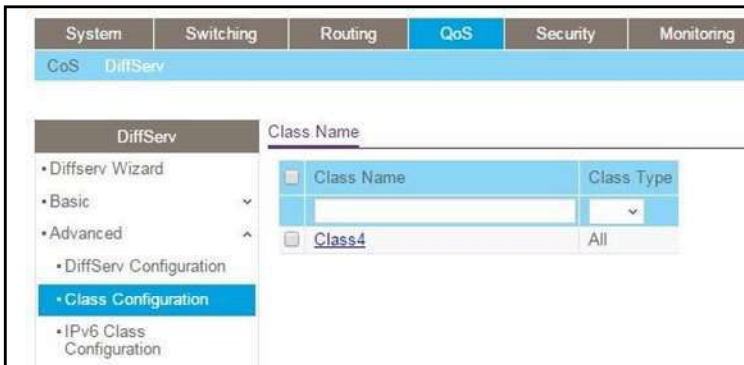 System Switching Routing QoS Security Monitoring
CoS DiffServ
DiffServ
• Diffserv Wizard
• Basic
• Advanced
• DiffServ Configuration
• Class Configuration
• IPv6 Class
Configuration
Class Name
Class Name Class Type
Class4 All